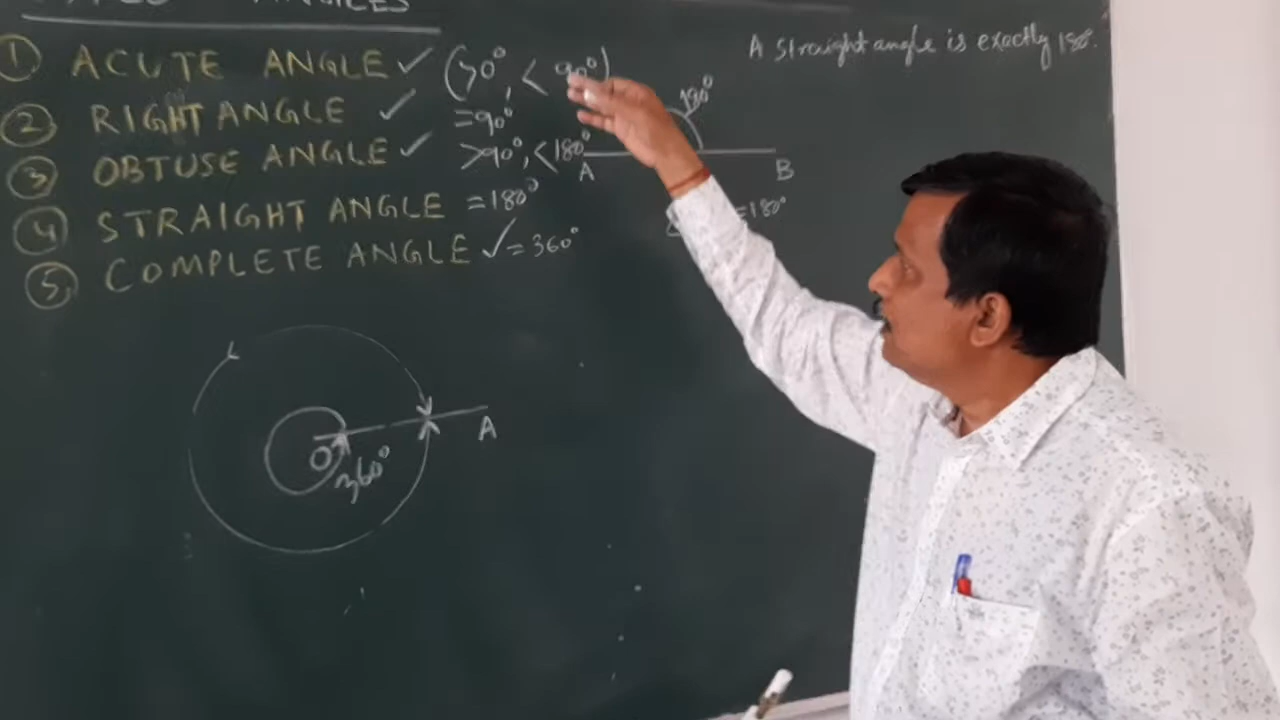 ANGLES
① ACUTE ANGLE ✓ (>0°, < 90°)
② RIGHT ANGLE ✓ =90°
③ OBTUSE ANGLE ✓ >90°, <180°
④ STRAIGHT ANGLE =180°
⑤ COMPLETE ANGLE ✓ = 360°
A straight angle is exactly 180°.
180°
A B
=180°
O A
360°